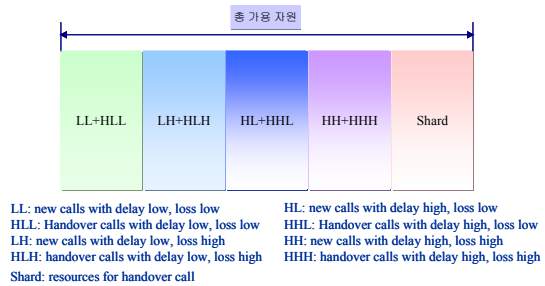 총 가용 자원
LL+HLL
LH+HLH
HL+HHL
HH+HHH
Shard
LL: new calls with delay low, loss low
HLL: Handover calls with delay low, loss low
LH: new calls with delay low, loss high
HLH: handover calls with delay low, loss high
Shard: resources for handover call
HL: new calls with delay high, loss low
HHL: Handover calls with delay high, loss low
HH: new calls with delay high, loss high
HHH: handover calls with delay high, loss high